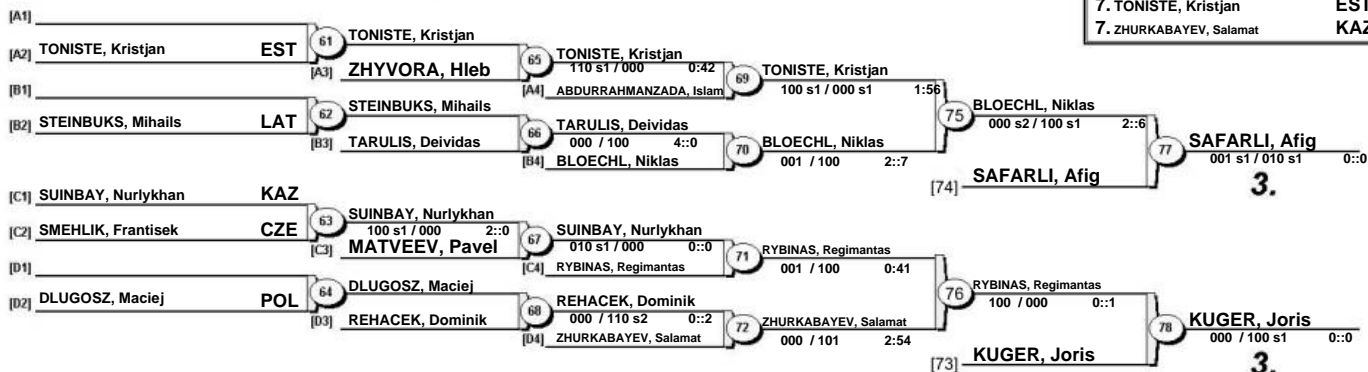 7. TONISTE, Kristjan EST
7. ZHURKABAYEV, Salamat KAZ
[A1]
[A2] TONISTE, Kristjan EST
61 TONISTE, Kristjan
[A3] ZHYVORA, Hleb
65 TONISTE, Kristjan
110 s1 / 000 0:42
[A4] ABDURRAHMANZADA, Islam
69 TONISTE, Kristjan
100 s1 / 000 s1 1:56
[B1]
[B2] STEINBUKS, Mihails LAT
62 STEINBUKS, Mihails
[B3] TARULIS, Deividas
66 TARULIS, Deividas
000 / 100 4::0
[B4] BLOECHL, Niklas
70 BLOECHL, Niklas
001 / 100 2::7
75 BLOECHL, Niklas
000 s2 / 100 s1 2::6
[74] SAFARLI, Afig
77 SAFARLI, Afig
001 s1 / 010 s1 0::0
3.
[C1] SUINBAY, Nurlykhan KAZ
[C2] SMEHLIK, Frantisek CZE
63 SUINBAY, Nurlykhan
100 s1 / 000 2::0
[C3] MATVEEV, Pavel
67 SUINBAY, Nurlykhan
010 s1 / 000 0::0
[C4] RYBINAS, Regimantas
71 RYBINAS, Regimantas
001 / 100 0:41
[D1]
[D2] DLUGOSZ, Maciej POL
64 DLUGOSZ, Maciej
[D3] REHACEK, Dominik
68 REHACEK, Dominik
000 / 110 s2 0::2
[D4] ZHURKABAYEV, Salamat
72 ZHURKABAYEV, Salamat
000 / 101 2:54
76 RYBINAS, Regimantas
100 / 000 0::1
[73] KUGER, Joris
78 KUGER, Joris
000 / 100 s1 0::0
3.